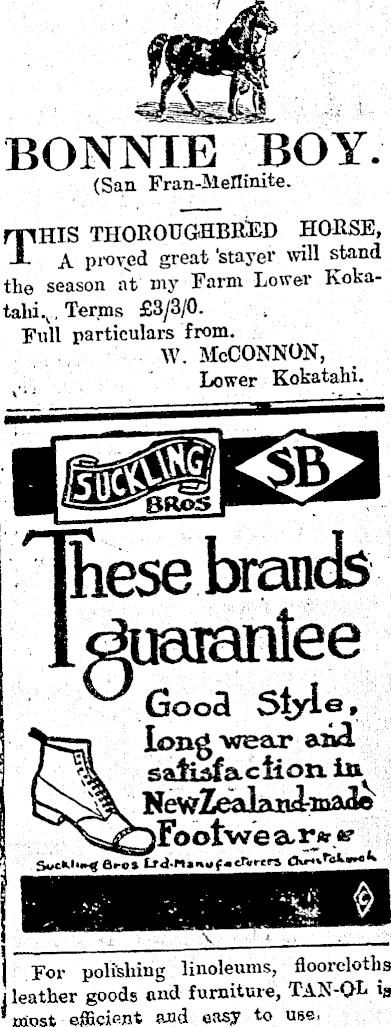 BONNIE BOY.
(San Fran-Mellinite.
THIS THOROUGHBRED HORSE,
A proved great stayer will stand
the season at my Farm Lower Koka-
tahi. Terms £3/3/0.
Full particulars from.
W. McCONNON,
Lower Kokatahi.
SUCKLING
BROS
SB
These brands
guarantee
Good Style,
long wear and
satisfaction in
New Zealand-made
Footwear
Suckling Bros Ltd. Manufacturers Christchurch
C
For polishing linoleums, floorcloths
leather goods and furniture, TAN-OL is
most efficient and easy to use.